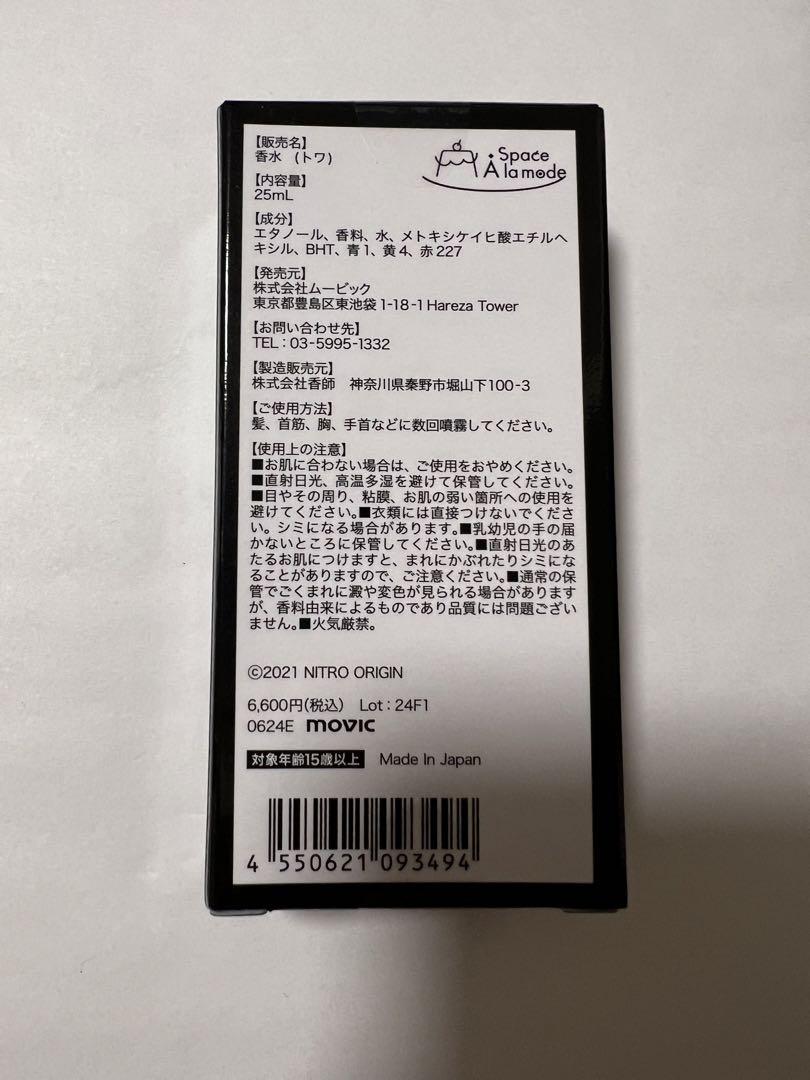 【販売名】
香水　(トワ)
Space
À la mode
【内容量】
25mL
【成分】
エタノール、香料、水、メトキシケイヒ酸エチルヘ
キシル、BHT、青1、黄4、赤227
【発売元】
株式会社ムービック
東京都豊島区東池袋1-18-1 Hareza Tower
【お問い合わせ先】
TEL：03-5995-1332
【製造販売元】
株式会社香師　神奈川県秦野市堀山下100-3
【ご使用方法】
髪、首筋、胸、手首などに数回噴霧してください。
【使用上の注意】
■お肌に合わない場合は、ご使用をおやめください。
■直射日光、高温多湿を避けて保管してください。
■目やその周り、粘膜、お肌の弱い箇所への使用を
避けてください。■衣類には直接つけないでくださ
い。シミになる場合があります。■乳幼児の手の届
かないところに保管してください。■直射日光のあ
たるお肌につけますと、まれにかぶれたりシミにな
ることがありますので、ご注意ください。■通常の保
管でごくまれに澱や変色が見られる場合があります
が、香料由来によるものであり品質には問題ござい
ません。■火気厳禁。
©2021 NITRO ORIGIN
6,600円(税込)　Lot：24F1
0624E movic
対象年齢15歳以上　Made In Japan
4 550621 093494